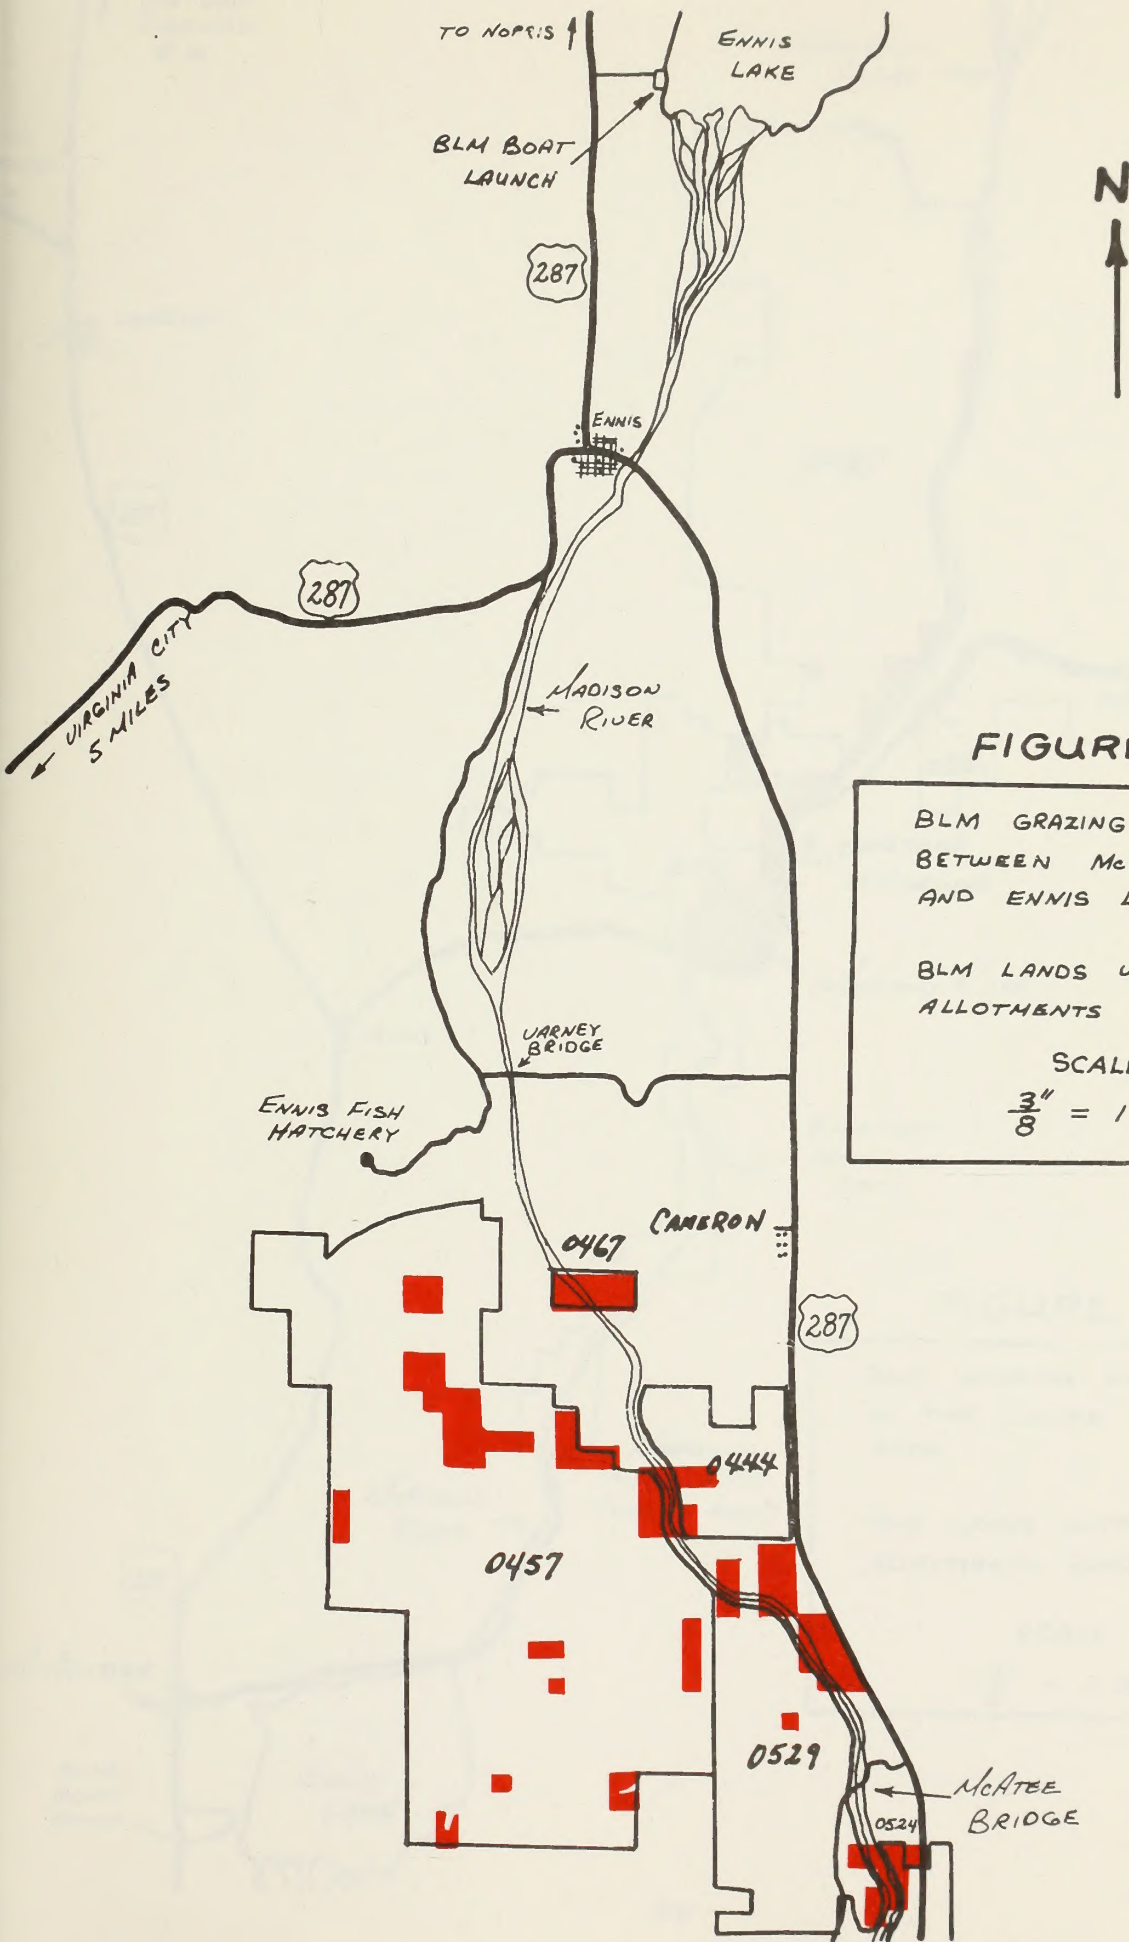 TO NORRIS
ENNIS
LAKE
BLM BOAT
LAUNCH
N
287
ENNIS
287
VIRGINIA CITY
5 MILES
MADISON
RIVER
FIGURE
BLM GRAZING
BETWEEN Mc
AND ENNIS L
BLM LANDS U
ALLOTMENTS
SCALE
3/8" = 1
VARNEY
BRIDGE
ENNIS FISH
HATCHERY
CAMERON
0467
287
0444
0457
0529
McATEE
BRIDGE
0524